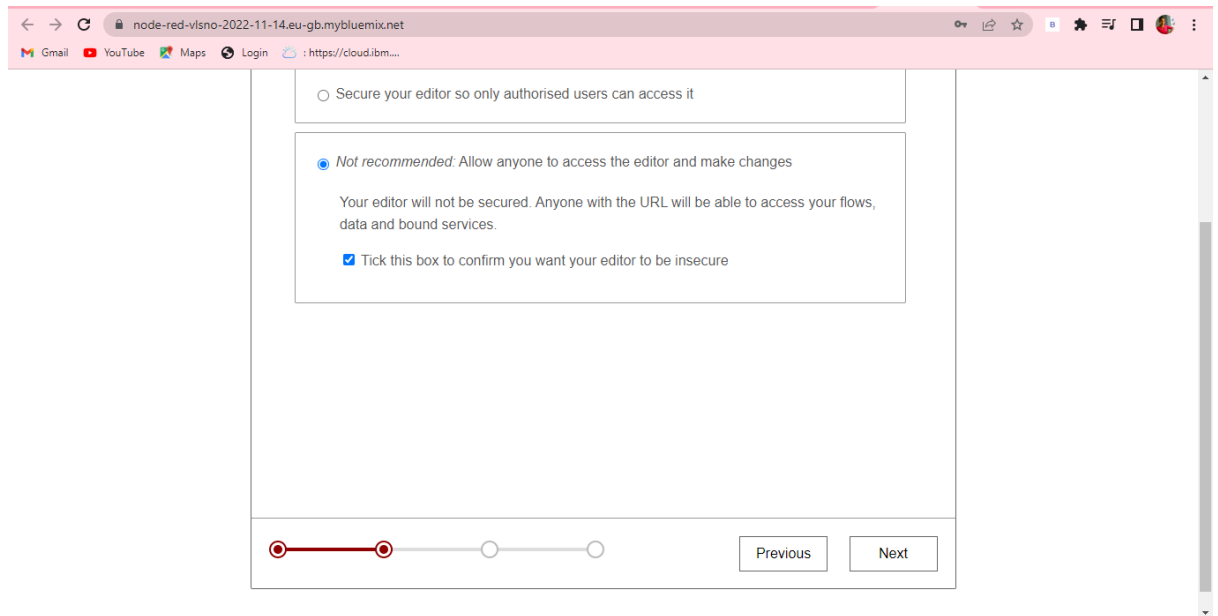 node-red-vlsno-2022-11-14.eu-gb.mybluemix.net
Gmail YouTube Maps Login : https://cloud.ibm....
Secure your editor so only authorised users can access it
Not recommended: Allow anyone to access the editor and make changes
Your editor will not be secured. Anyone with the URL will be able to access your flows,
data and bound services.
Tick this box to confirm you want your editor to be insecure
Previous Next